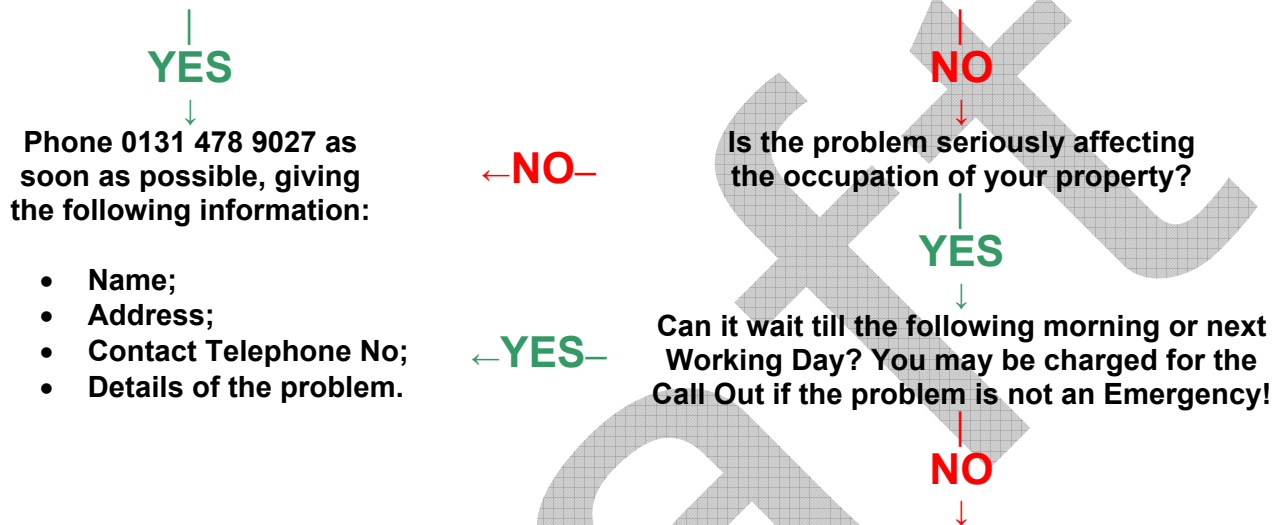 YES
NO
↓
↓
Phone 0131 478 9027 as
soon as possible, giving
the following information:
←NO–
Is the problem seriously affecting
the occupation of your property?
YES
↓
• Name;
• Address;
• Contact Telephone No;
• Details of the problem.
←YES–
Can it wait till the following morning or next
Working Day? You may be charged for the
Call Out if the problem is not an Emergency!
NO
↓